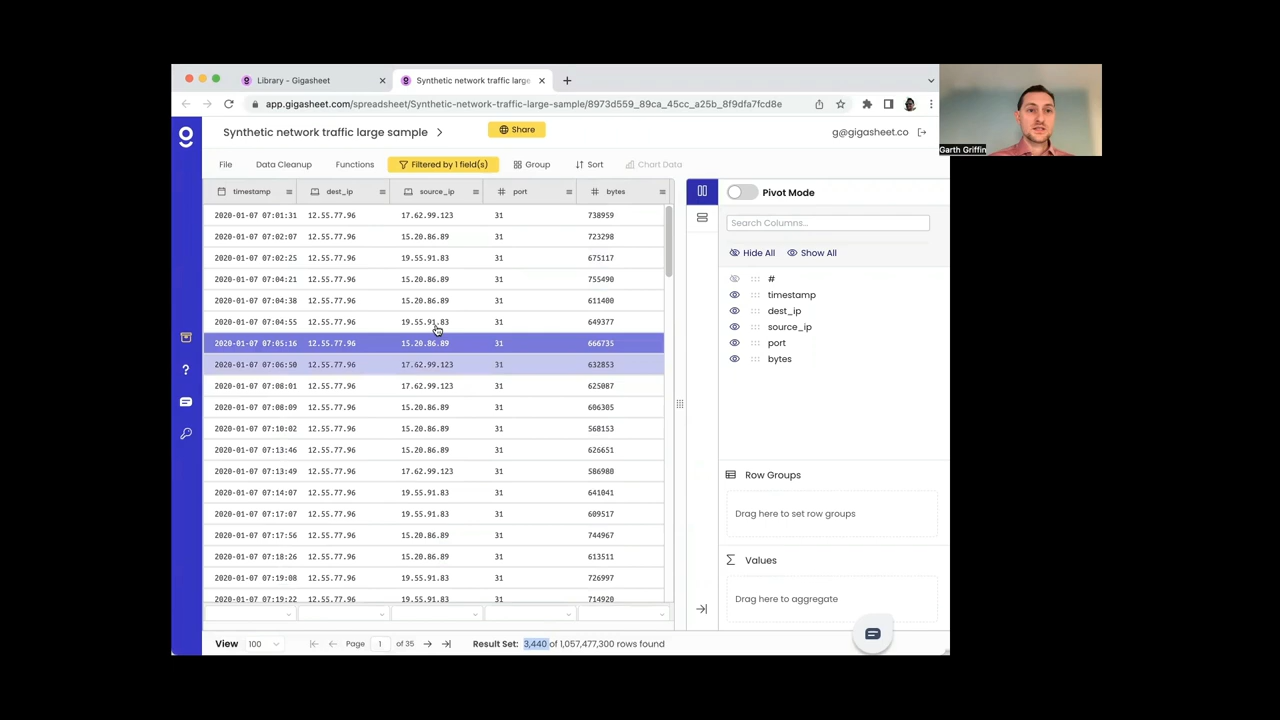 Library - Gigasheet
Synthetic network traffic large
app.gigasheet.com/spreadsheet/Synthetic-network-traffic-large-sample/8973d559_89ca_45cc_a25b_8f9dfa7fcd8e
Garth Griffin
Synthetic network traffic large sample
Share
g@gigasheet.co
File Data Cleanup Functions Filtered by 1 field(s) Group Sort Chart Data
timestamp dest_ip source_ip port bytes
2020-01-07 07:01:31 12.55.77.96 17.62.99.123 31 738959
2020-01-07 07:02:07 12.55.77.96 15.20.86.89 31 723298
2020-01-07 07:02:25 12.55.77.96 19.55.91.83 31 675117
2020-01-07 07:04:21 12.55.77.96 15.20.86.89 31 755490
2020-01-07 07:04:38 12.55.77.96 15.20.86.89 31 611400
2020-01-07 07:04:55 12.55.77.96 19.55.91.83 31 649377
2020-01-07 07:05:16 12.55.77.96 15.20.86.89 31 666735
2020-01-07 07:06:50 12.55.77.96 17.62.99.123 31 632853
2020-01-07 07:08:01 12.55.77.96 17.62.99.123 31 625087
2020-01-07 07:08:09 12.55.77.96 15.20.86.89 31 606305
2020-01-07 07:10:02 12.55.77.96 15.20.86.89 31 568153
2020-01-07 07:13:46 12.55.77.96 15.20.86.89 31 626651
2020-01-07 07:13:49 12.55.77.96 17.62.99.123 31 586980
2020-01-07 07:14:07 12.55.77.96 19.55.91.83 31 641041
2020-01-07 07:17:07 12.55.77.96 19.55.91.83 31 609517
2020-01-07 07:17:56 12.55.77.96 15.20.86.89 31 744967
2020-01-07 07:18:26 12.55.77.96 15.20.86.89 31 613511
2020-01-07 07:19:08 12.55.77.96 19.55.91.83 31 726997
2020-01-07 07:19:22 12.55.77.96 19.55.91.83 31 714920
Pivot Mode
Search Columns...
Hide All Show All
#
timestamp
dest_ip
source_ip
port
bytes
Row Groups
Drag here to set row groups
Values
Drag here to aggregate
View 100 Page 1 of 35 Result Set: 3,440 of 1,057,477,300 rows found